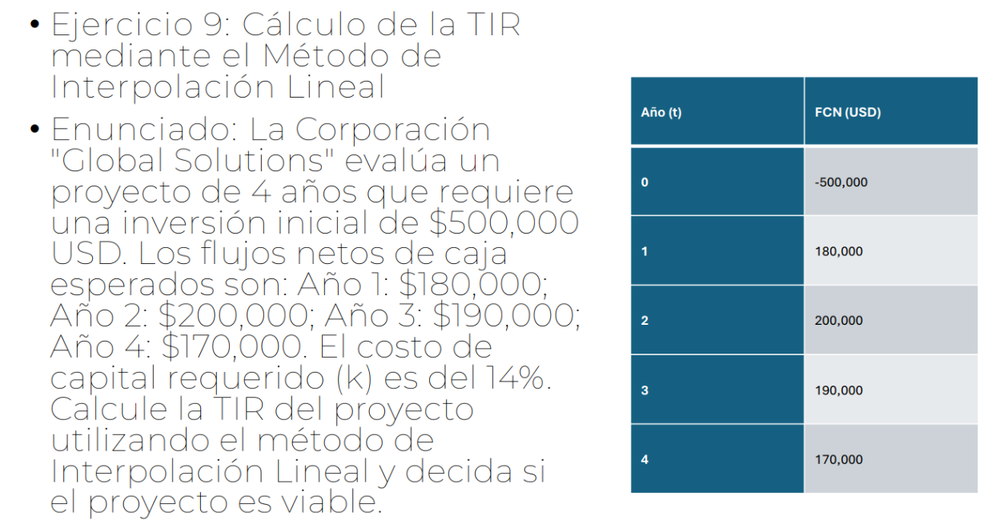 • Ejercicio 9: Cálculo de la TIR
mediante el Método de
Interpolación Lineal
• Enunciado: La Corporación
"Global Solutions" evalúa un
proyecto de 4 años que requiere
una inversión inicial de $500,000
USD. Los flujos netos de caja
esperados son: Año 1: $180,000;
Año 2: $200,000; Año 3: $190,000;
Año 4: $170,000. El costo de
capital requerido (k) es del 14%.
Calcule la TIR del proyecto
utilizando el método de
Interpolación Lineal y decida si
el proyecto es viable.
Año (t) FCN (USD)
0 -500,000
1 180,000
2 200,000
3 190,000
4 170,000